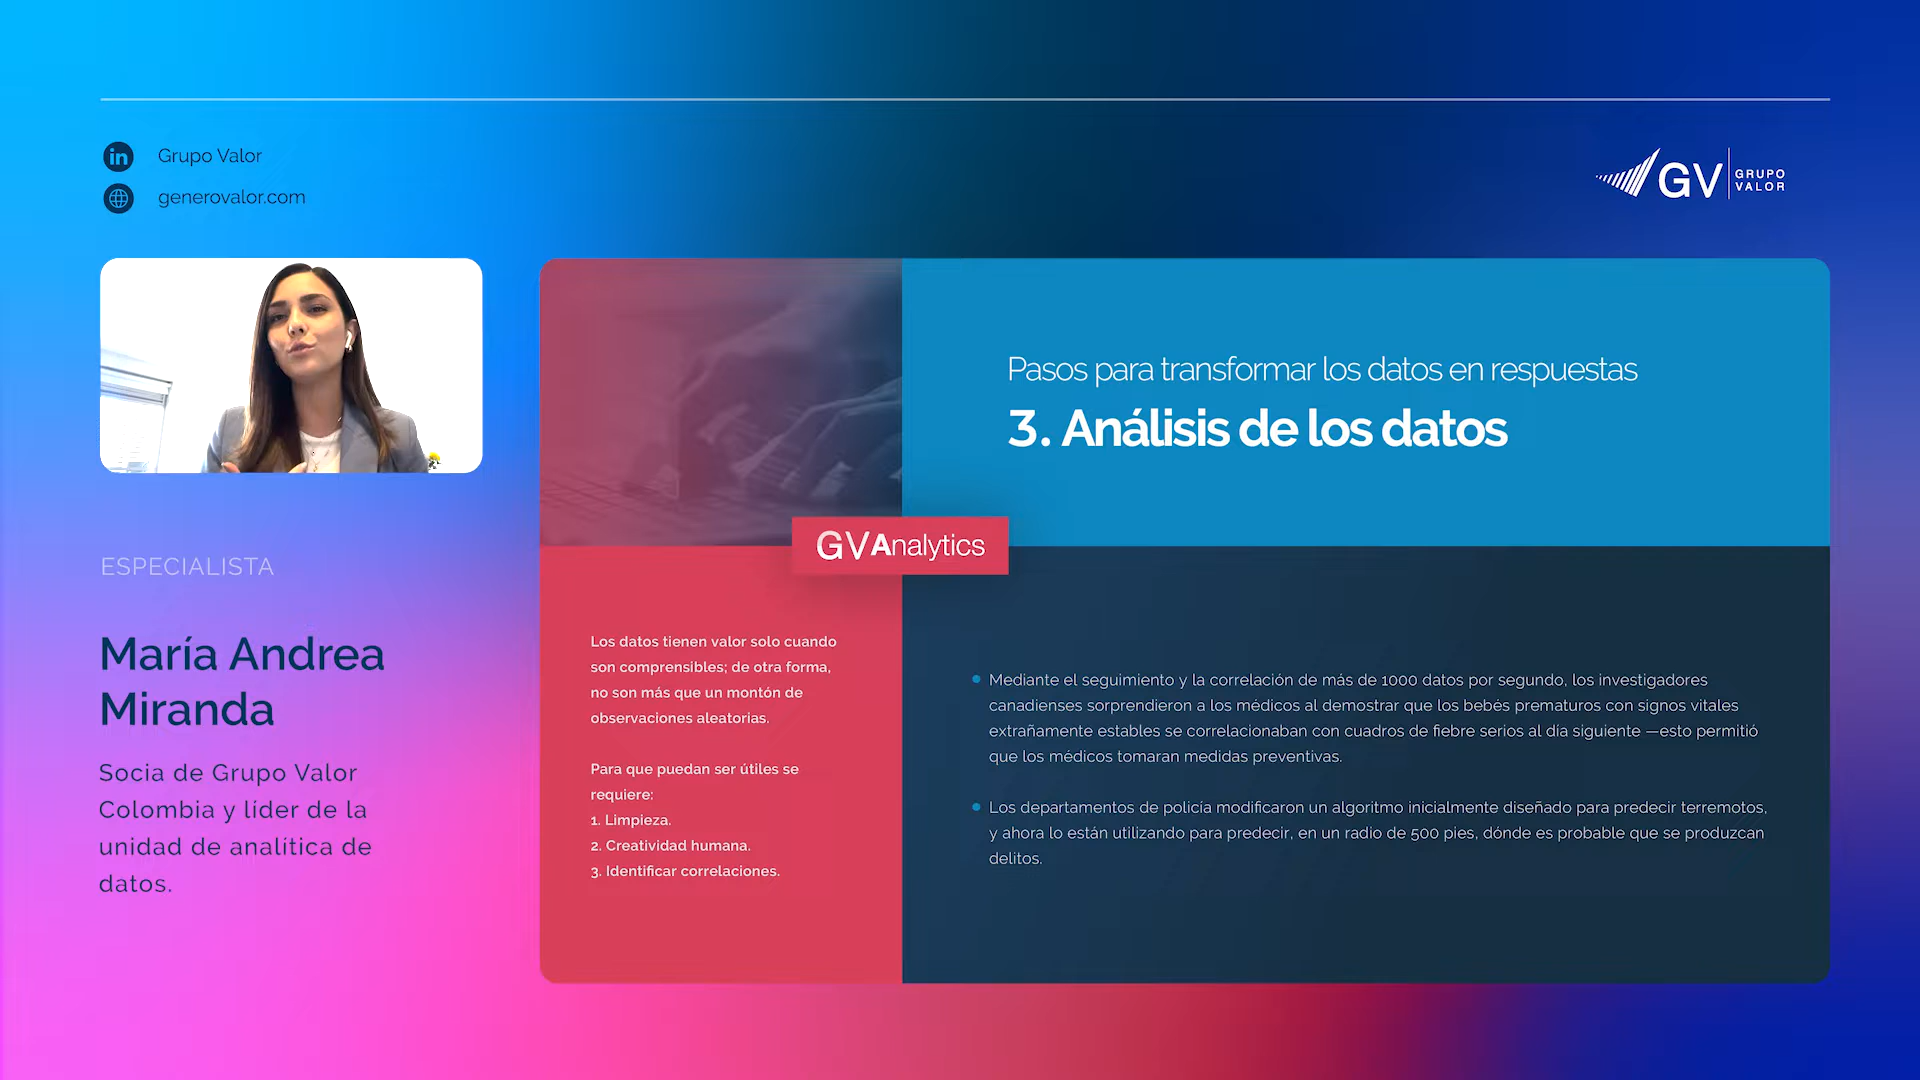 Grupo Valor
generovalor.com
GV GRUPO
VALOR
ESPECIALISTA
María Andrea
Miranda
Socia de Grupo Valor
Colombia y líder de la
unidad de analítica de
datos.
Pasos para transformar los datos en respuestas
3. Análisis de los datos
GVAnalytics
Los datos tienen valor solo cuando
son comprensibles; de otra forma,
no son más que un montón de
observaciones aleatorias.
Para que puedan ser útiles se
requiere:
1. Limpieza.
2. Creatividad humana.
3. Identificar correlaciones.
Mediante el seguimiento y la correlación de más de 1000 datos por segundo, los investigadores
canadienses sorprendieron a los médicos al demostrar que los bebés prematuros con signos vitales
extrañamente estables se correlacionaban con cuadros de fiebre serios al día siguiente —esto permitió
que los médicos tomaran medidas preventivas.
Los departamentos de policía modificaron un algoritmo inicialmente diseñado para predecir terremotos,
y ahora lo están utilizando para predecir, en un radio de 500 pies, dónde es probable que se produzcan
delitos.